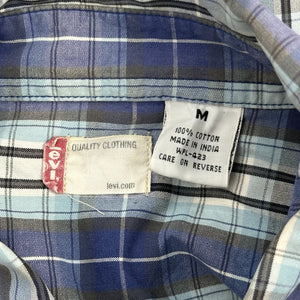 Levi's
QUALITY CLOTHING
levi.com
M
100% COTTON
MADE IN INDIA
WPL-423
CARE ON REVERSE